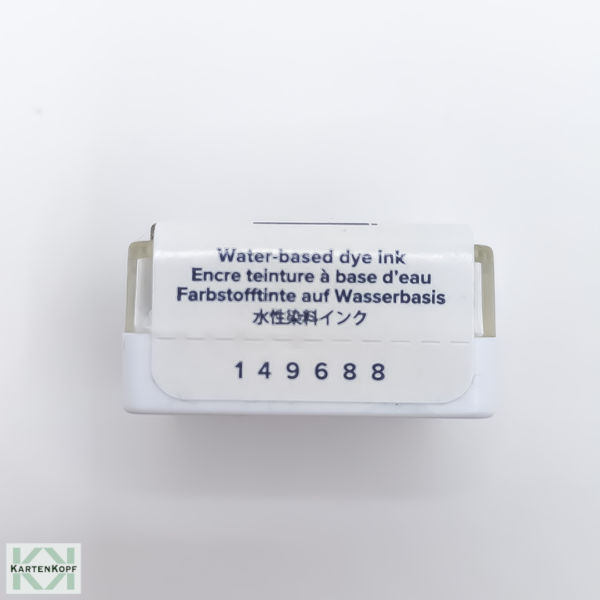 Water-based dye ink
Encre teinture à base d'eau
Farbstofftinte auf Wasserbasis
水性染料インク
149688
KK
KARTENKOPF